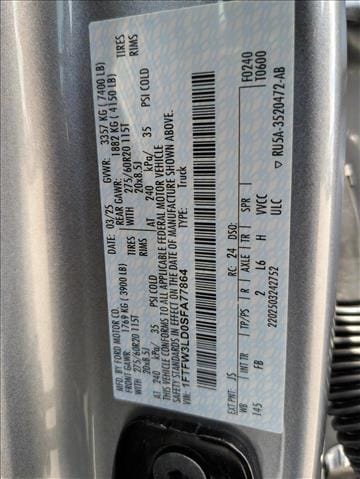 MFD. BY FORD MOTOR CO.
DATE: 03/25 GVWR: 3357 KG (7400 LB)
FRONT GAWR: 1769 KG (3900 LB) REAR GAWR: 1882 KG (4150 LB)
WITH 275/60R20 115T TIRES WITH 275/60R20 115T TIRES
20x8.5J RIMS 20x8.5J RIMS
AT 240 kPa/ 35 PSI COLD AT 240 kPa/ 35 PSI COLD
THIS VEHICLE CONFORMS TO ALL APPLICABLE FEDERAL MOTOR VEHICLE
SAFETY STANDARDS IN EFFECT ON THE DATE OF MANUFACTURE SHOWN ABOVE.
VIN: 1FTFW3LD0SFA77864 TYPE: Truck
F0240
T0600
EXT PNT: JS RC: 24 DSO:
WB INT TR TP/PS R AXLE TR SPR
145 FB 2 L6 H VVCC
2202503242752 ULC
▽ RU5A-3520472-AB